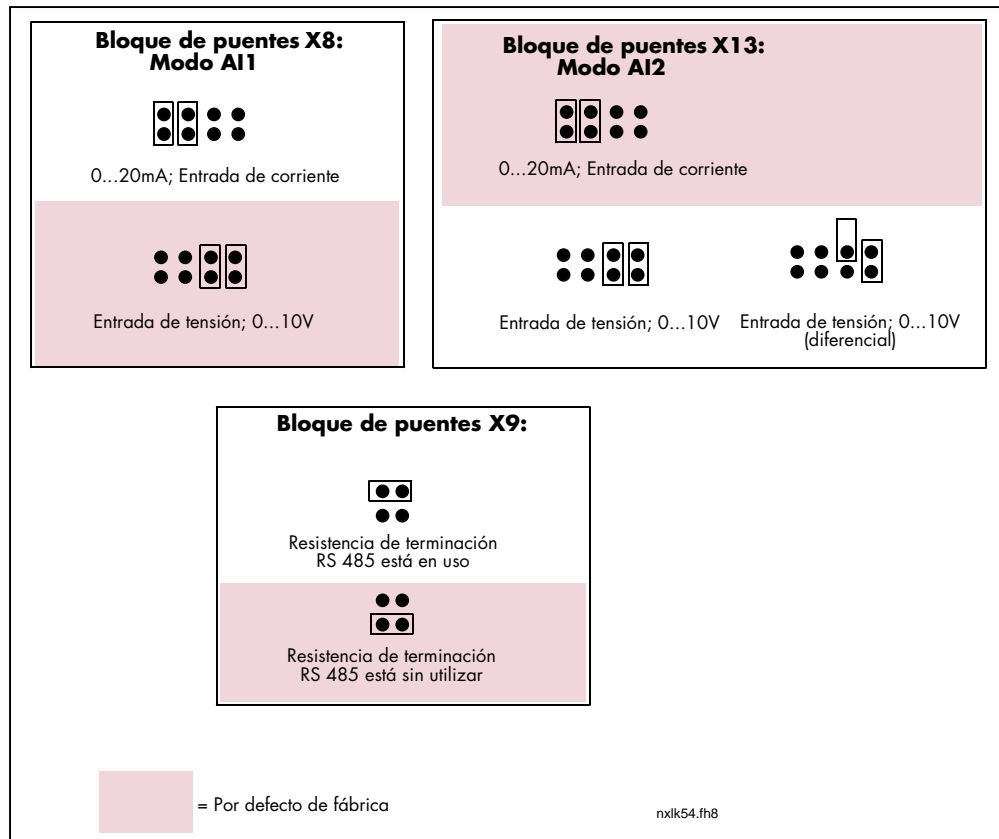 Bloque de puentes X8:
Modo AI1
0...20mA; Entrada de corriente
Entrada de tensión; 0...10V
Bloque de puentes X13:
Modo AI2
0...20mA; Entrada de corriente
Entrada de tensión; 0...10V
Entrada de tensión; 0...10V
(diferencial)
Bloque de puentes X9:
Resistencia de terminación
RS 485 está en uso
Resistencia de terminación
RS 485 está sin utilizar
= Por defecto de fábrica
nxlk54.fh8